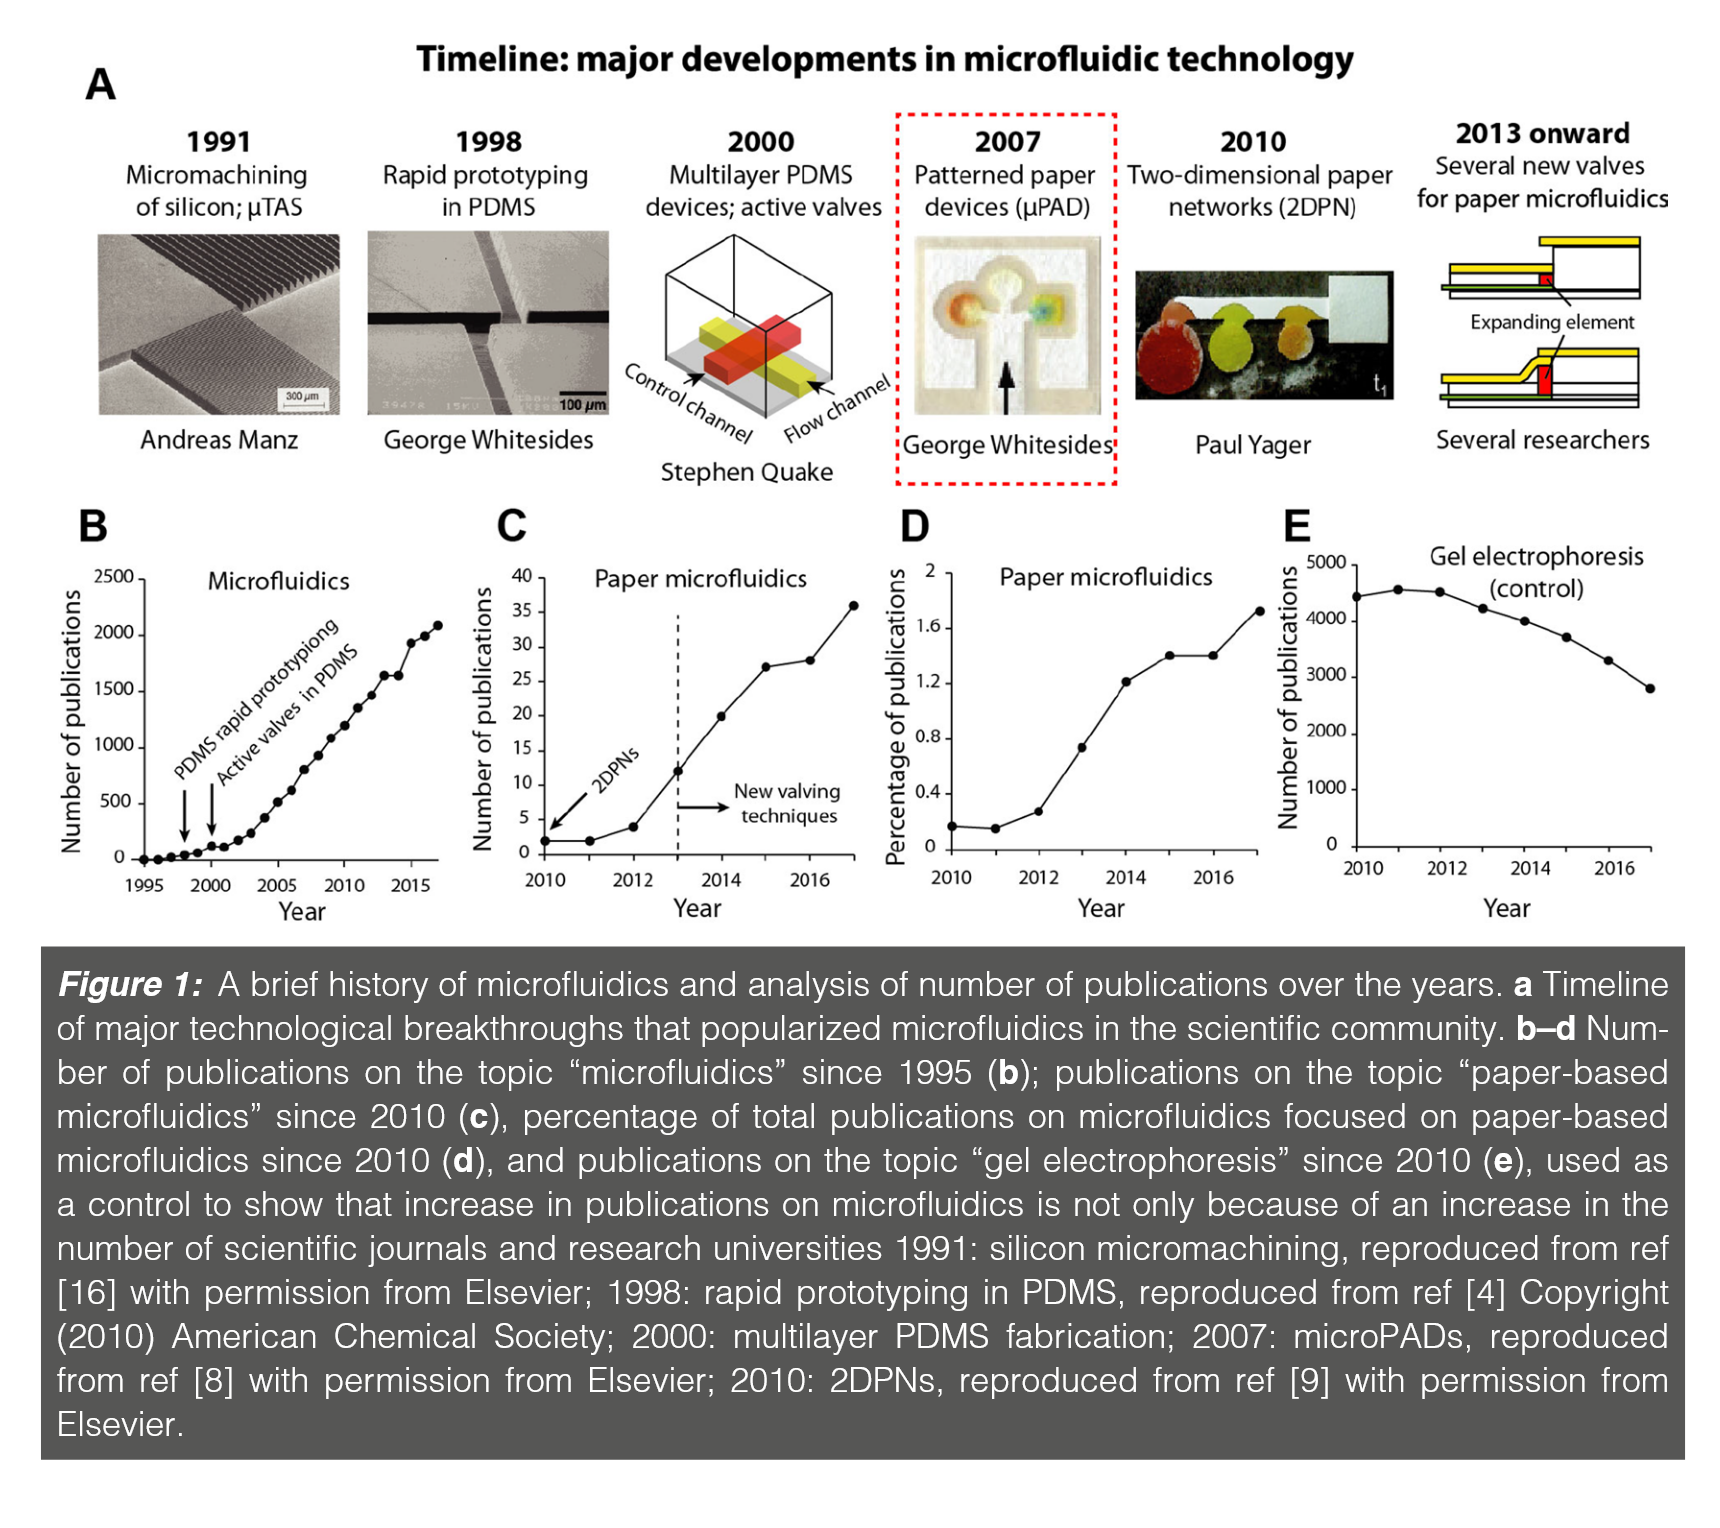 Timeline: major developments in microfluidic technology
A
1991
Micromachining
of silicon; µTAS
300 µm
Andreas Manz
1998
Rapid prototyping
in PDMS
39478 15KV
100 µm
George Whitesides
2000
Multilayer PDMS
devices; active valves
Control channel
Flow channel
Stephen Quake
2007
Patterned paper
devices (µPAD)
George Whitesides
2010
Two-dimensional paper
networks (2DPN)
t1
Paul Yager
2013 onward
Several new valves
for paper microfluidics
Expanding element
Several researchers
B
Microfluidics
Number of publications
2500
2000
1500
1000
500
0
PDMS rapid prototypiong
Active valves in PDMS
1995 2000 2005 2010 2015
Year
C
Paper microfluidics
Number of publications
40
35
30
25
20
15
10
5
0
2DPNs
New valving
techniques
2010 2012 2014 2016
Year
D
Paper microfluidics
Percentage of publications
2
1.6
1.2
0.8
0.4
0
2010 2012 2014 2016
Year
E
Gel electrophoresis
(control)
Number of publications
5000
4000
3000
2000
1000
0
2010 2012 2014 2016
Year
Figure 1: A brief history of microfluidics and analysis of number of publications over the years. a Timeline
of major technological breakthroughs that popularized microfluidics in the scientific community. b–d Num-
ber of publications on the topic “microfluidics” since 1995 (b); publications on the topic “paper-based
microfluidics” since 2010 (c), percentage of total publications on microfluidics focused on paper-based
microfluidics since 2010 (d), and publications on the topic “gel electrophoresis” since 2010 (e), used as
a control to show that increase in publications on microfluidics is not only because of an increase in the
number of scientific journals and research universities 1991: silicon micromachining, reproduced from ref
[16] with permission from Elsevier; 1998: rapid prototyping in PDMS, reproduced from ref [4] Copyright
(2010) American Chemical Society; 2000: multilayer PDMS fabrication; 2007: microPADs, reproduced
from ref [8] with permission from Elsevier; 2010: 2DPNs, reproduced from ref [9] with permission from
Elsevier.